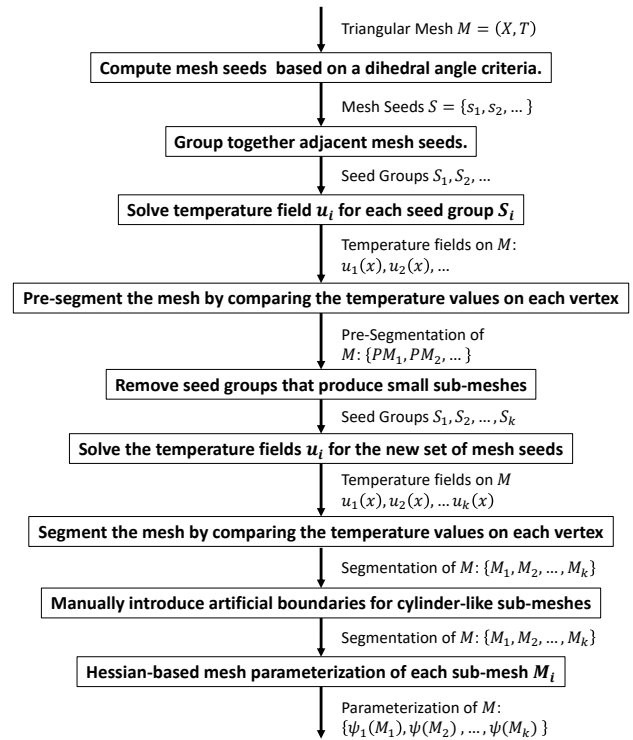 Triangular Mesh M = (X, T)
Compute mesh seeds based on a dihedral angle criteria.
Mesh Seeds S = {s₁, s₂, … }
Group together adjacent mesh seeds.
Seed Groups S₁, S₂, …
Solve temperature field uᵢ for each seed group Sᵢ
Temperature fields on M:
u₁(x), u₂(x), …
Pre-segment the mesh by comparing the temperature values on each vertex
Pre-Segmentation of
M: {PM₁, PM₂, … }
Remove seed groups that produce small sub-meshes
Seed Groups S₁, S₂, … , Sₖ
Solve the temperature fields uᵢ for the new set of mesh seeds
Temperature fields on M
u₁(x), u₂(x), … uₖ(x)
Segment the mesh by comparing the temperature values on each vertex
Segmentation of M: {M₁, M₂, … , Mₖ}
Manually introduce artificial boundaries for cylinder-like sub-meshes
Segmentation of M: {M₁, M₂, … , Mₖ}
Hessian-based mesh parameterization of each sub-mesh Mᵢ
Parameterization of M:
{ψ₁(M₁), ψ(M₂) , … , ψ(Mₖ) }